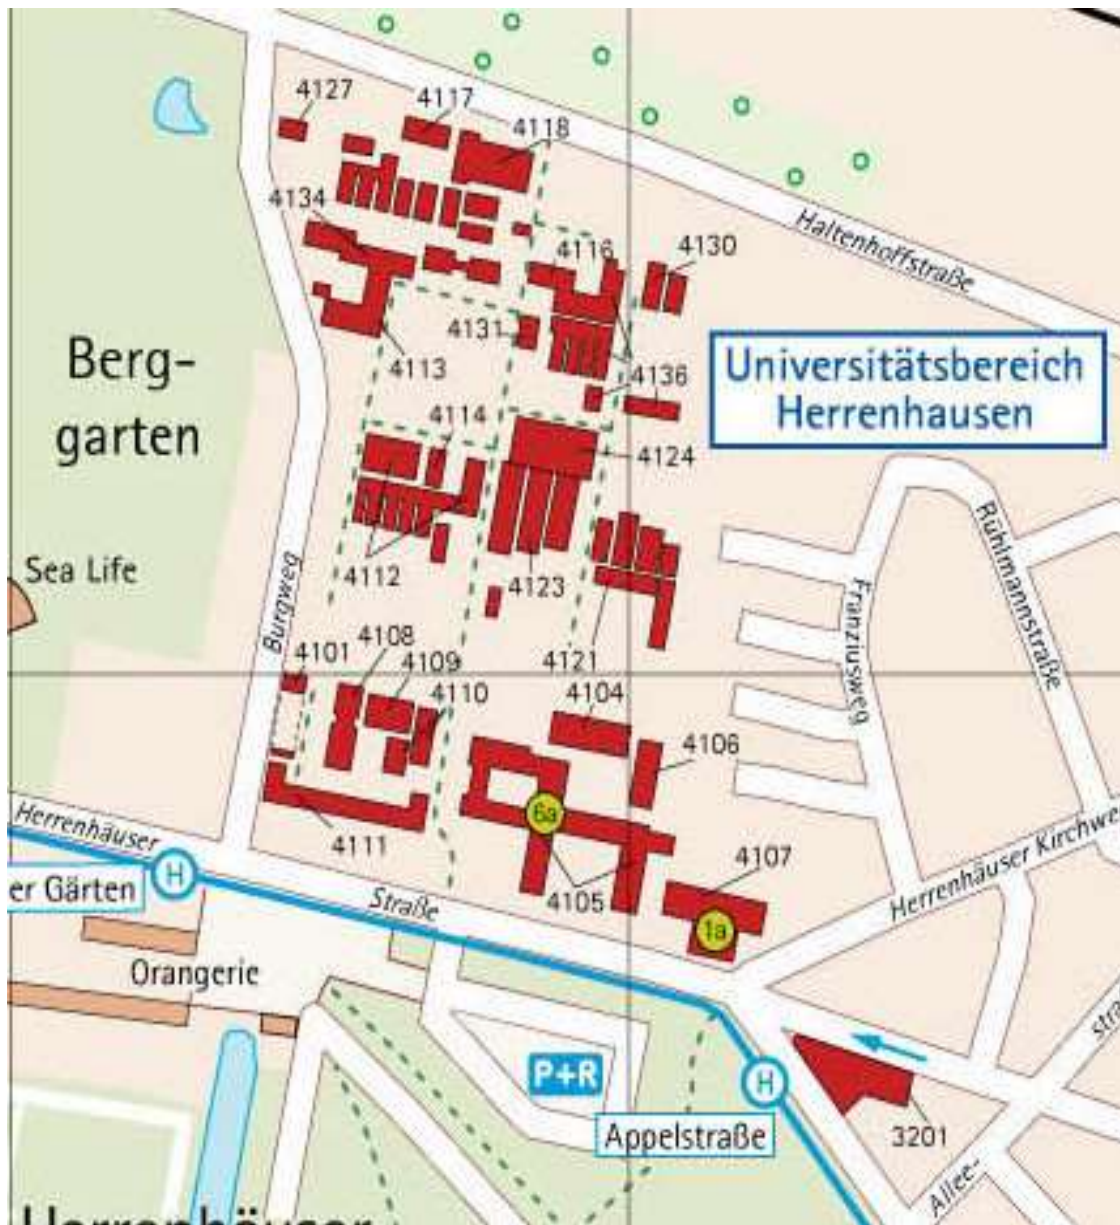 4127
4117
4118
4134
4116
4130
Haltenhoffstraße
4131
4113
4136
Universitätsbereich
Herrenhausen
Berg-
garten
4114
4124
Rühlmannstraße
Sea Life
4112
4123
Burgweg
Franziusweg
4121
4101
4108
4109
4110
4104
4106
6a
Herrenhäuser
4111
4105
4107
Herrenhäuser Kirchwe
H
er Gärten
Straße
1a
Orangerie
stra
P+R
H
Appelstraße
3201
Allee-
Herrenhäuser